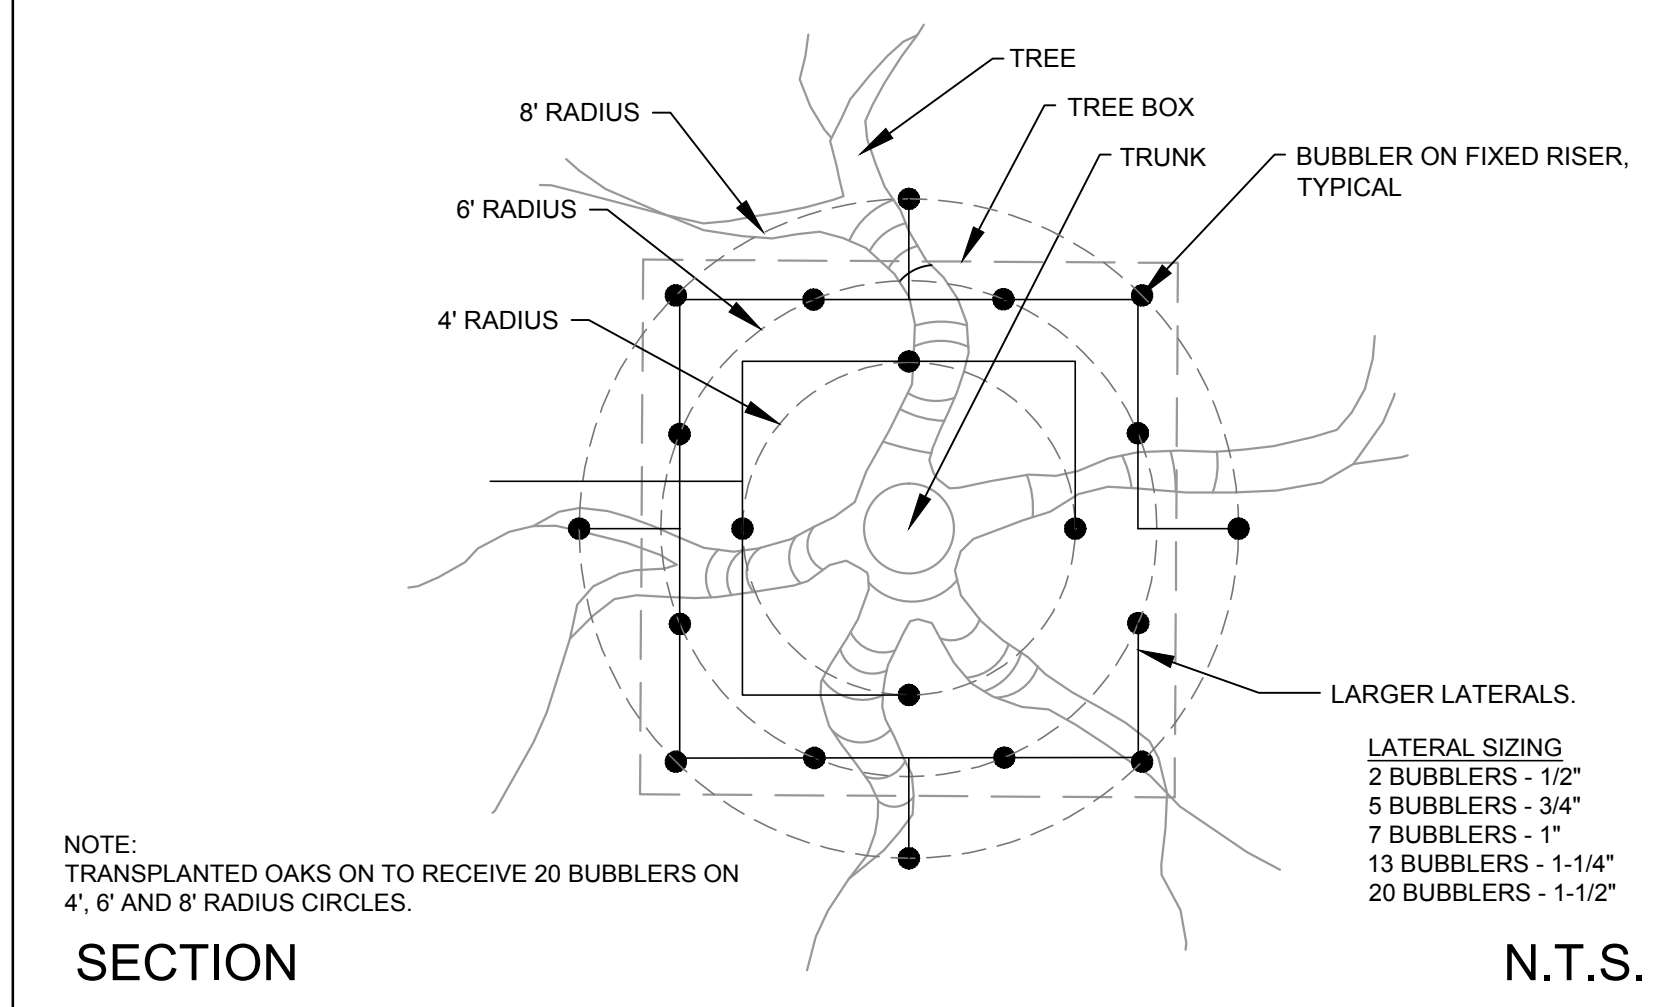 TREE
8' RADIUS
TREE BOX
TRUNK
BUBBLER ON FIXED RISER,
TYPICAL
6' RADIUS
4' RADIUS
LARGER LATERALS.
LATERAL SIZING
2 BUBBLERS - 1/2"
5 BUBBLERS - 3/4"
7 BUBBLERS - 1"
13 BUBBLERS - 1-1/4"
20 BUBBLERS - 1-1/2"
NOTE:
TRANSPLANTED OAKS ON TO RECEIVE 20 BUBBLERS ON
4', 6' AND 8' RADIUS CIRCLES.
SECTION
N.T.S.